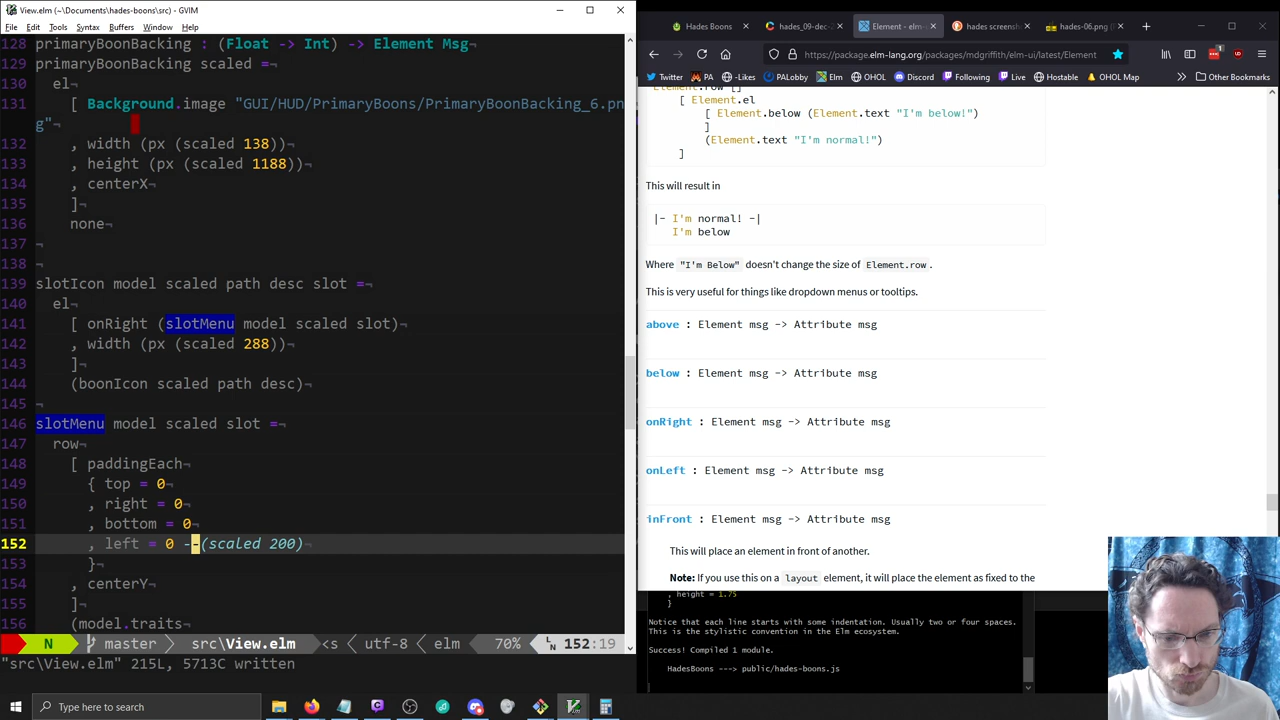 View.elm (~\Documents\hades-boons\src) - GVIM
File Edit Tools Syntax Buffers Window Help
128 primaryBoonBacking : (Float -> Int) -> Element Msg¬
129 primaryBoonBacking scaled =¬
130 el¬
131 [ Background.image "GUI/HUD/PrimaryBoons/PrimaryBoonBacking_6.pn
g"¬
132 , width (px (scaled 138))¬
133 , height (px (scaled 1188))¬
134 , centerX¬
135 ]¬
136 none¬
137 ¬
138 ¬
139 slotIcon model scaled path desc slot =¬
140 el¬
141 [ onRight (slotMenu model scaled slot)¬
142 , width (px (scaled 288))¬
143 ]¬
144 (boonIcon scaled path desc)¬
145 ¬
146 slotMenu model scaled slot =¬
147 row¬
148 [ paddingEach¬
149 { top = 0¬
150 , right = 0¬
151 , bottom = 0¬
152 , left = 0 --(scaled 200)¬
153 }¬
154 , centerY¬
155 ]¬
156 (model.traits¬
N master src\View.elm <s utf-8 elm 70% 152:19
"src\View.elm" 215L, 5713C written
Hades Boons
hades_09-dec-2
Element - elm-u
hades screensh
hades-06.png (
https://package.elm-lang.org/packages/mdgriffith/elm-ui/latest/Element
Twitter PA -Likes PALobby Elm OHOL Discord Following Live Hostello OHOL Map Other Bookmarks
Element.row []
[ Element.el
[ Element.below (Element.text "I'm below!")
]
(Element.text "I'm normal!")
]
This will result in
|- I'm normal! -|
I'm below
Where "I'm Below" doesn't change the size of Element.row.
This is very useful for things like dropdown menus or tooltips.
above : Element msg -> Attribute msg
below : Element msg -> Attribute msg
onRight : Element msg -> Attribute msg
onLeft : Element msg -> Attribute msg
inFront : Element msg -> Attribute msg
This will place an element in front of another.
Note: If you use this on a layout element, it will place the element as fixed to the
, height = 1.75
}
Notice that each line starts with some indentation. Usually two or four spaces.
This is the stylistic convention in the Elm ecosystem.
Success! Compiled 1 module.
HadesBoons ---> public/hades-boons.js
Type here to search